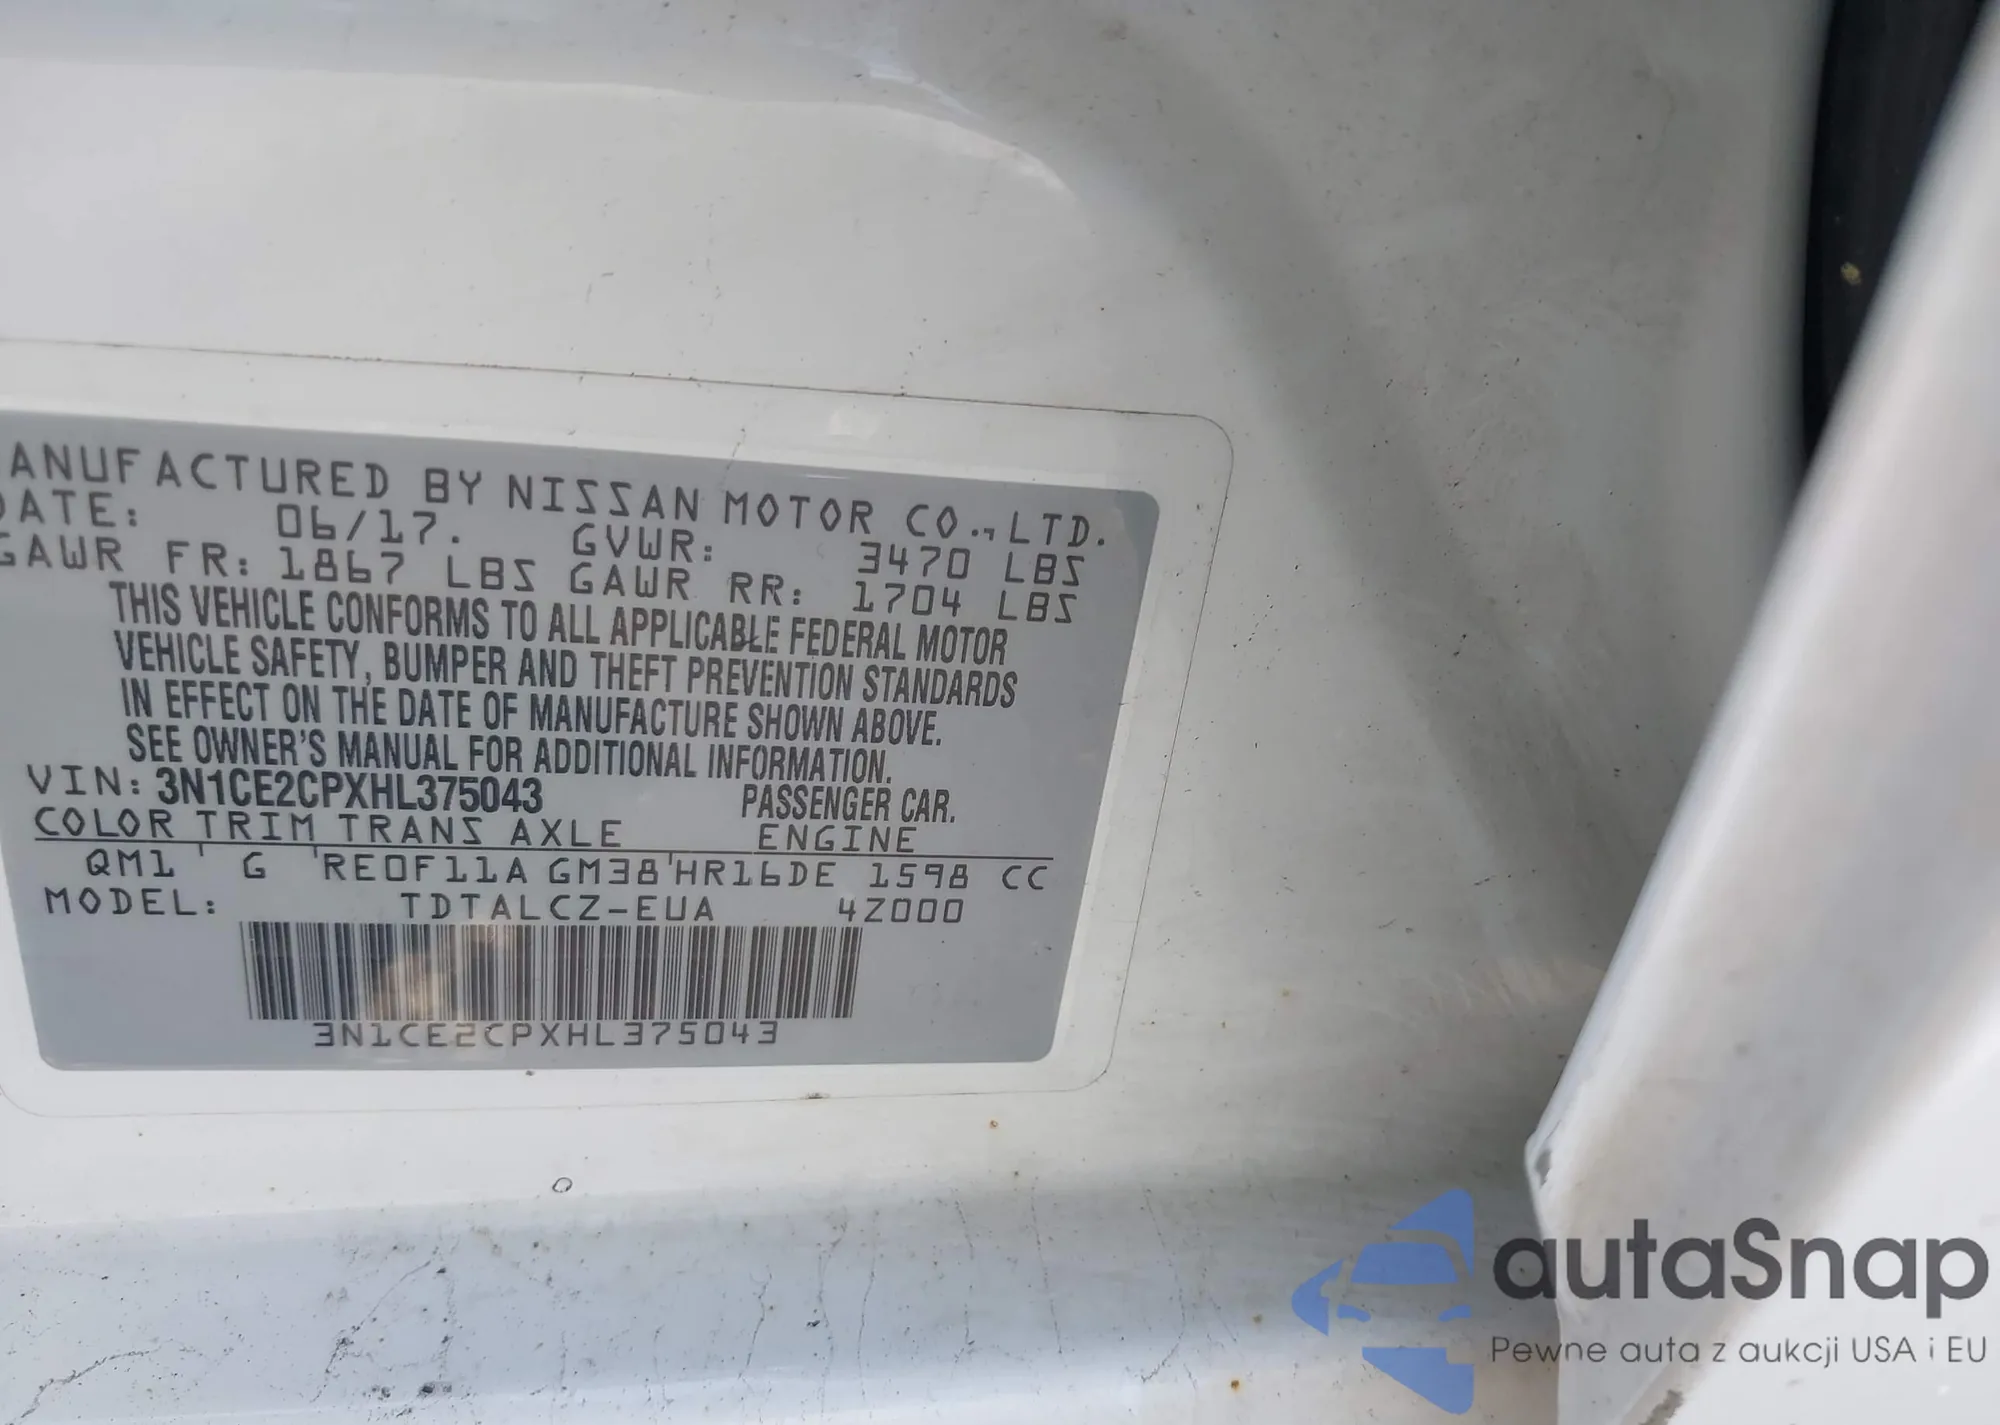 ANUFACTURED BY NISSAN MOTOR CO., LTD.
DATE: 06/17. GVWR: 3470 LBS
GAWR FR: 1867 LBS GAWR RR: 1704 LBS
THIS VEHICLE CONFORMS TO ALL APPLICABLE FEDERAL MOTOR
VEHICLE SAFETY, BUMPER AND THEFT PREVENTION STANDARDS
IN EFFECT ON THE DATE OF MANUFACTURE SHOWN ABOVE.
SEE OWNER'S MANUAL FOR ADDITIONAL INFORMATION.
VIN: 3N1CE2CPXHL375043 PASSENGER CAR.
COLOR TRIM TRANS AXLE ENGINE
QM1 ' G 'RE0F11A GM38'HR16DE 1598 CC
MODEL: TDTALCZ-EUA 4Z000
3N1CE2CPXHL375043
autaSnap
Pewne auta z aukcji USA i EU